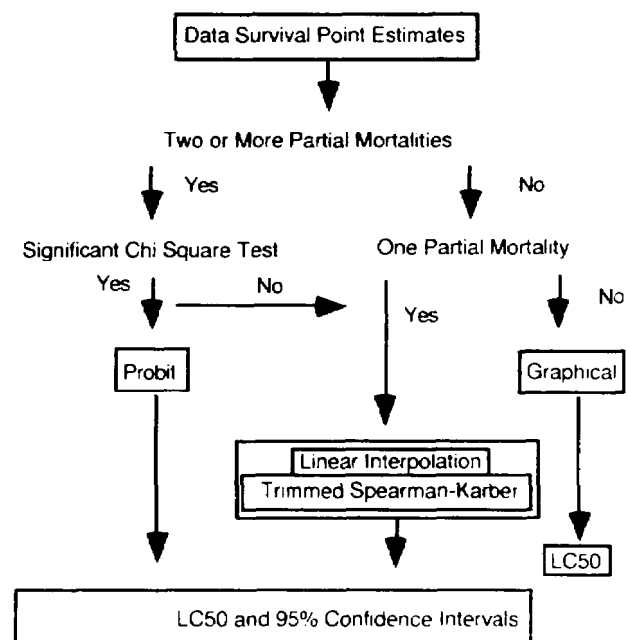 Data Survival Point Estimates
Two or More Partial Mortalities
Yes
No
Significant Chi Square Test
One Partial Mortality
Yes
No
Yes
No
Probit
Graphical
Linear Interpolation
Trimmed Spearman-Karber
LC50
LC50 and 95% Confidence Intervals